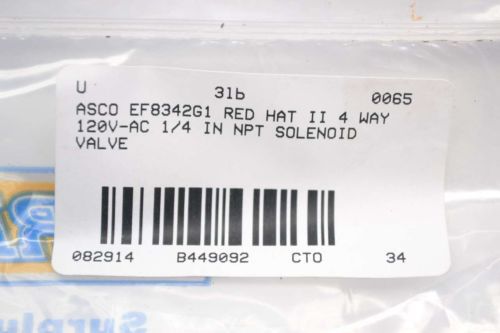 U 3lb 0065
ASCO EF8342G1 RED HAT II 4 WAY
120V-AC 1/4 IN NPT SOLENOID
VALVE
082914 B449092 CTO 34